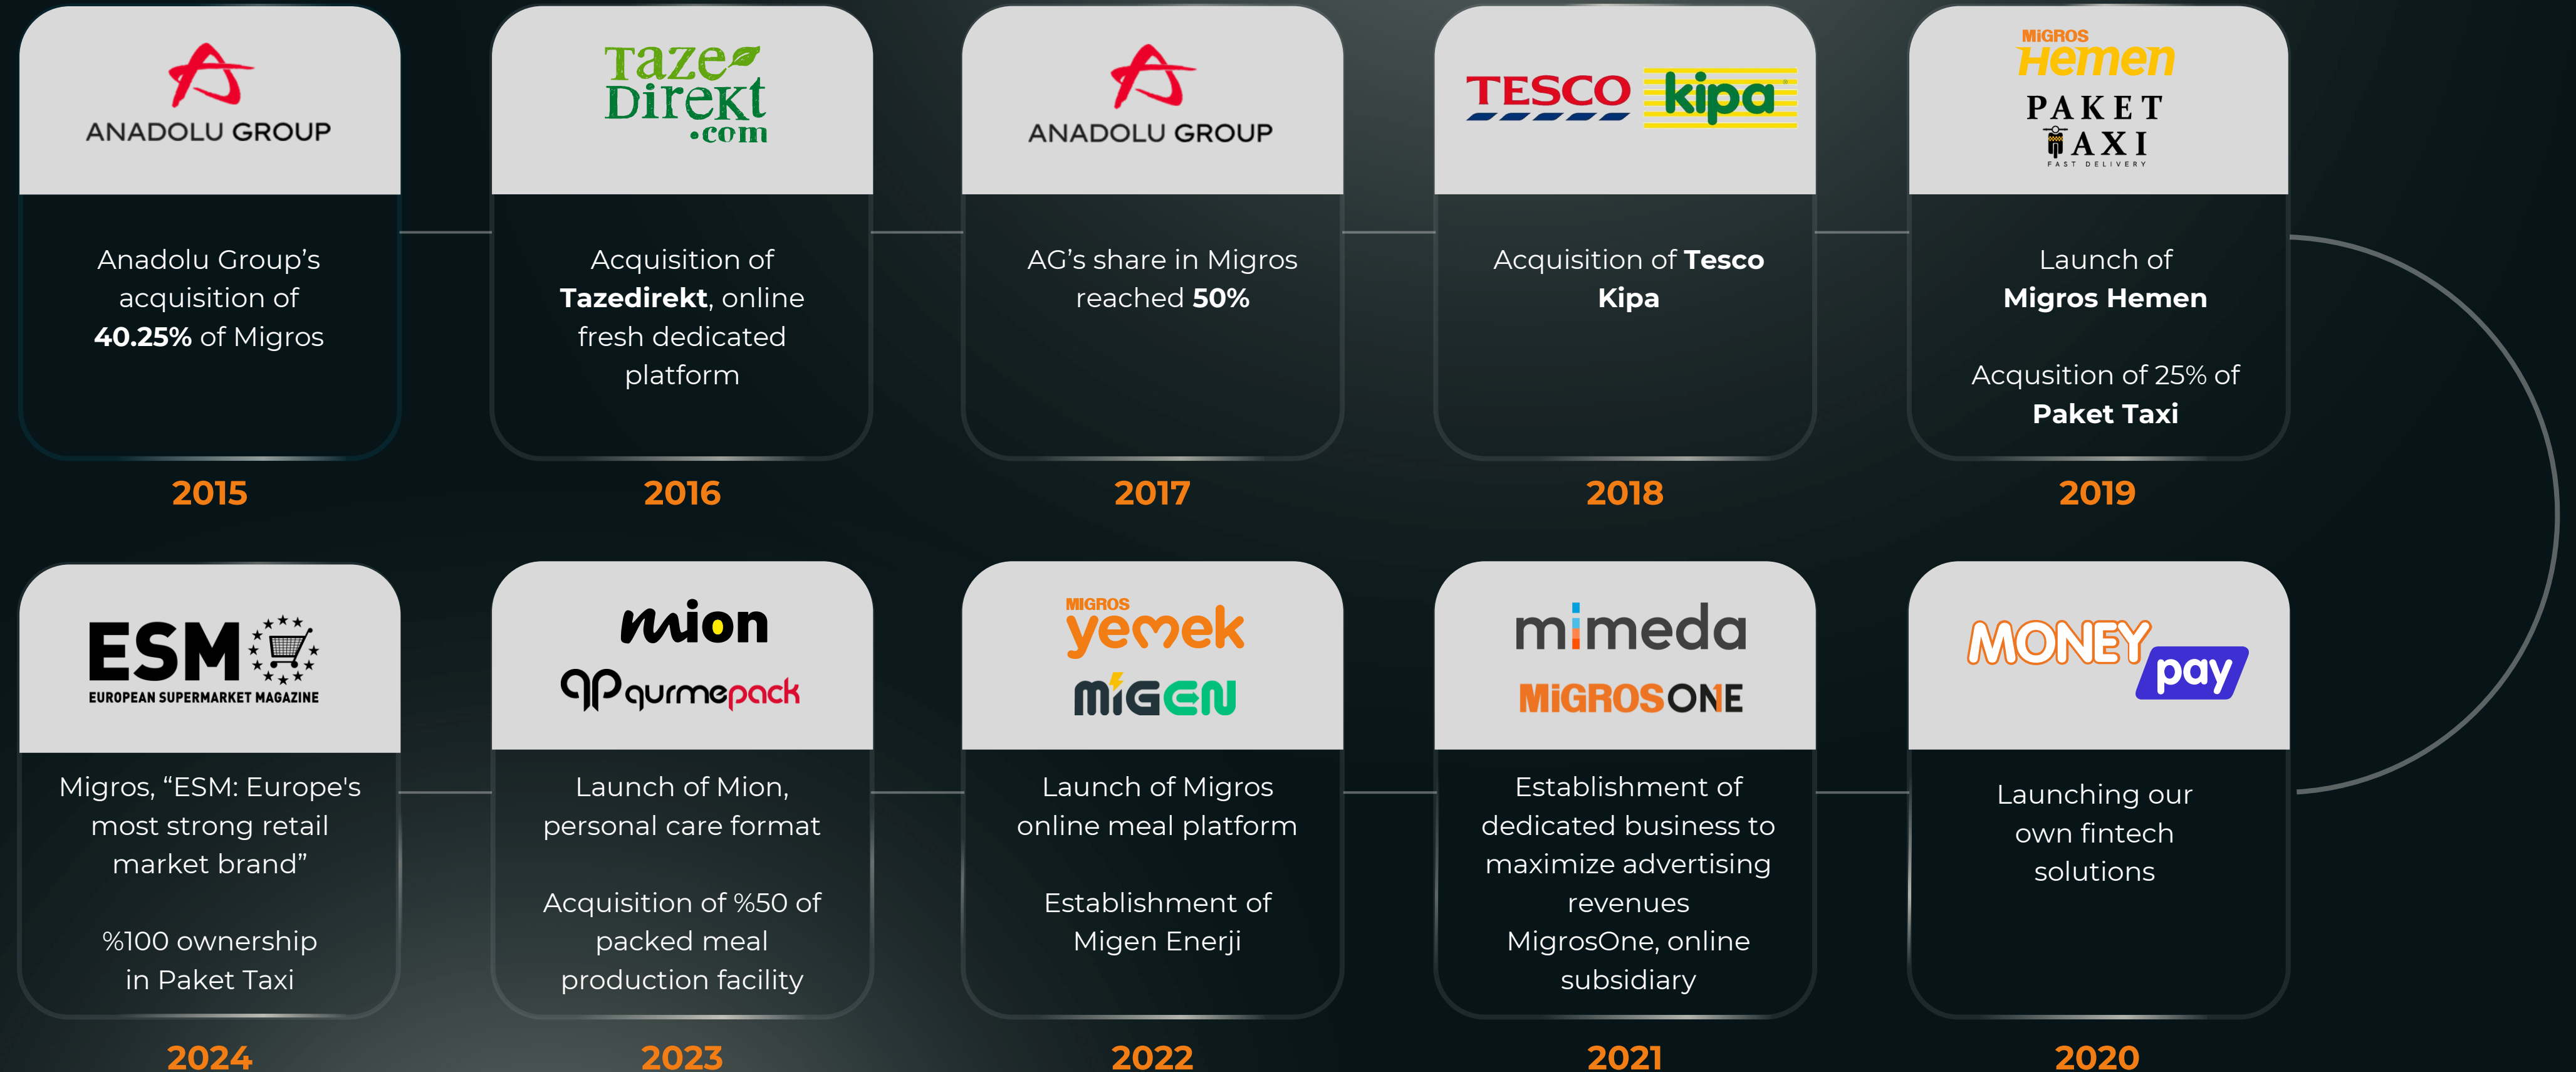 ANADOLU GROUP
Anadolu Group’s
acquisition of
40.25% of Migros
2015
Taze
Direkt
.com
Acquisition of
Tazedirekt, online
fresh dedicated
platform
2016
ANADOLU GROUP
AG’s share in Migros
reached 50%
2017
TESCO kipa
Acquisition of Tesco
Kipa
2018
MiGROS
Hemen
PAKET
TAXI
FAST DELIVERY
Launch of
Migros Hemen
Acqusition of 25% of
Paket Taxi
2019
MONEY
pay
Launching our
own fintech
solutions
2020
mimeda
MiGROS ONE
Establishment of
dedicated business to
maximize advertising
revenues
MigrosOne, online
subsidiary
2021
MIGROS
yemek
MiGEN
Launch of Migros
online meal platform
Establishment of
Migen Enerji
2022
mion
gp gurmepack
Launch of Mion,
personal care format
Acquisition of %50 of
packed meal
production facility
2023
ESM
EUROPEAN SUPERMARKET MAGAZINE
Migros, “ESM: Europe's
most strong retail
market brand”
%100 ownership
in Paket Taxi
2024